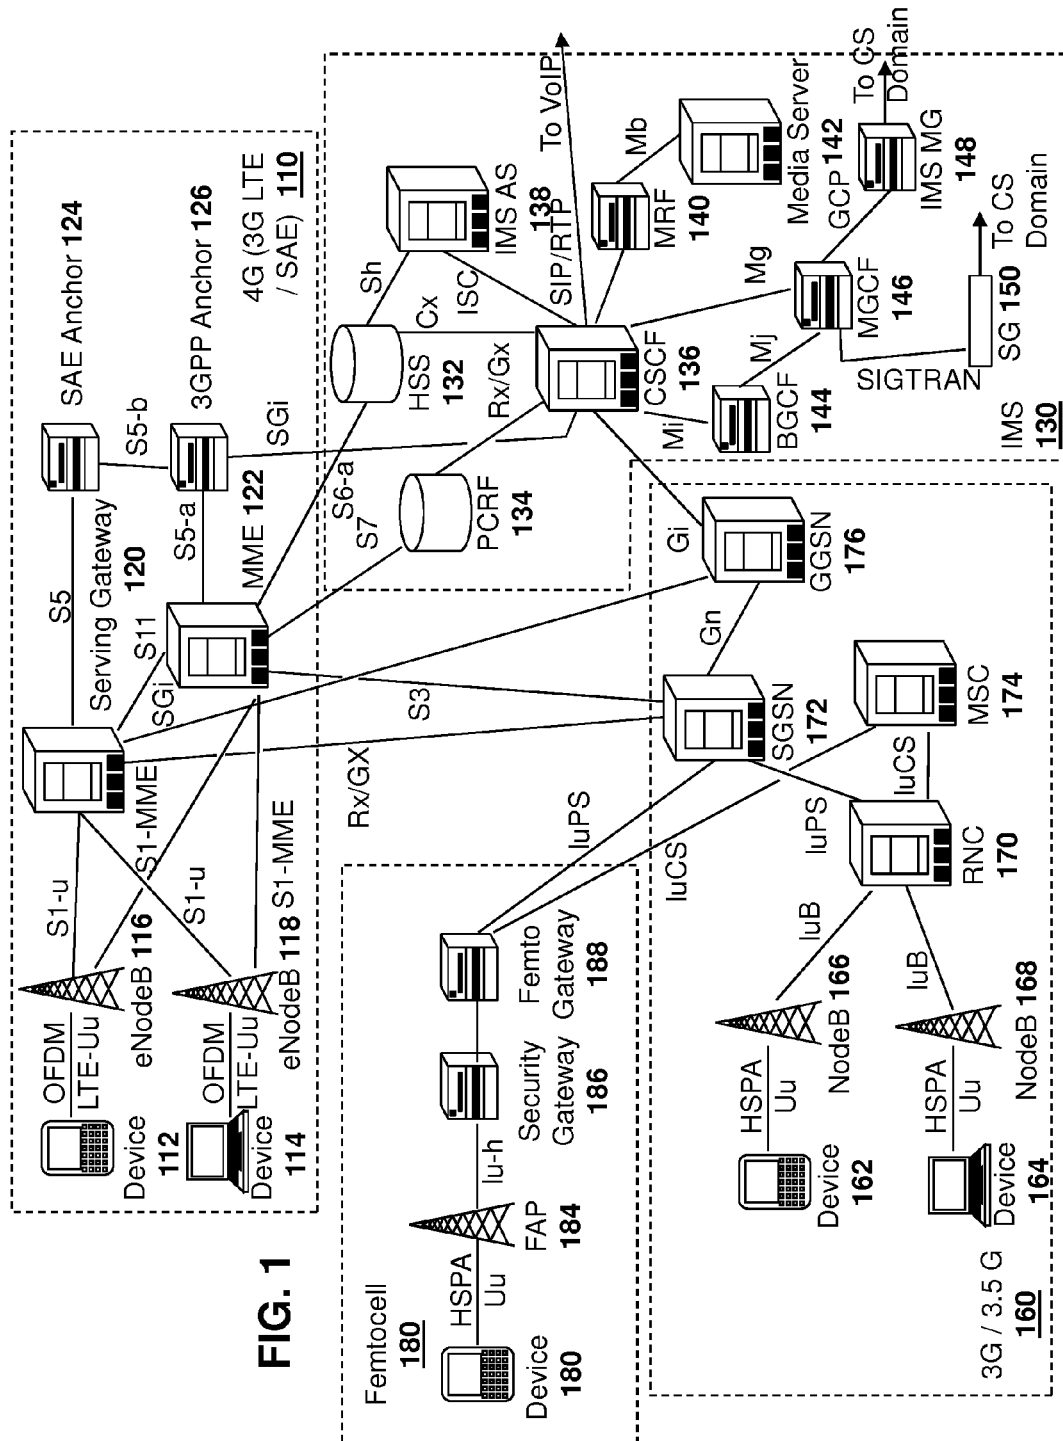 FIG. 1
OFDM
LTE-Uu
Device
112
OFDM
LTE-Uu
Device
114
eNodeB 116
eNodeB 118
S1-u
S1-MME
S1-u
S1-MME
Serving Gateway
120
S5
S11
SGi
MME 122
S5-a
S5-b
SAE Anchor 124
3GPP Anchor 126
SGi
4G (3G LTE
/ SAE) 110
Rx/GX
S3
S6-a
S7
HSS
132
PCRF
134
Sh
Cx
ISC
Rx/Gx
IMS AS
138
CSCF
136
SIP/RTP
To VoIP
MRF
140
Mb
Media Server
142
Mi
BGCF
144
Mj
Mg
MGCF
146
GCP
IMS MG
148
To CS
Domain
SIGTRAN
SG 150
To CS
Domain
IMS
130
Femtocell
180
Device
180
HSPA
Uu
FAP
184
Iu-h
Security
Gateway
186
Femto
Gateway
188
IuPS
IuCS
Gi
GGSN
176
Gn
SGSN
172
MSC
174
IuPS
IuCS
RNC
170
IuB
IuB
NodeB 166
NodeB 168
HSPA
Uu
Device
162
HSPA
Uu
Device
164
3G / 3.5 G
160